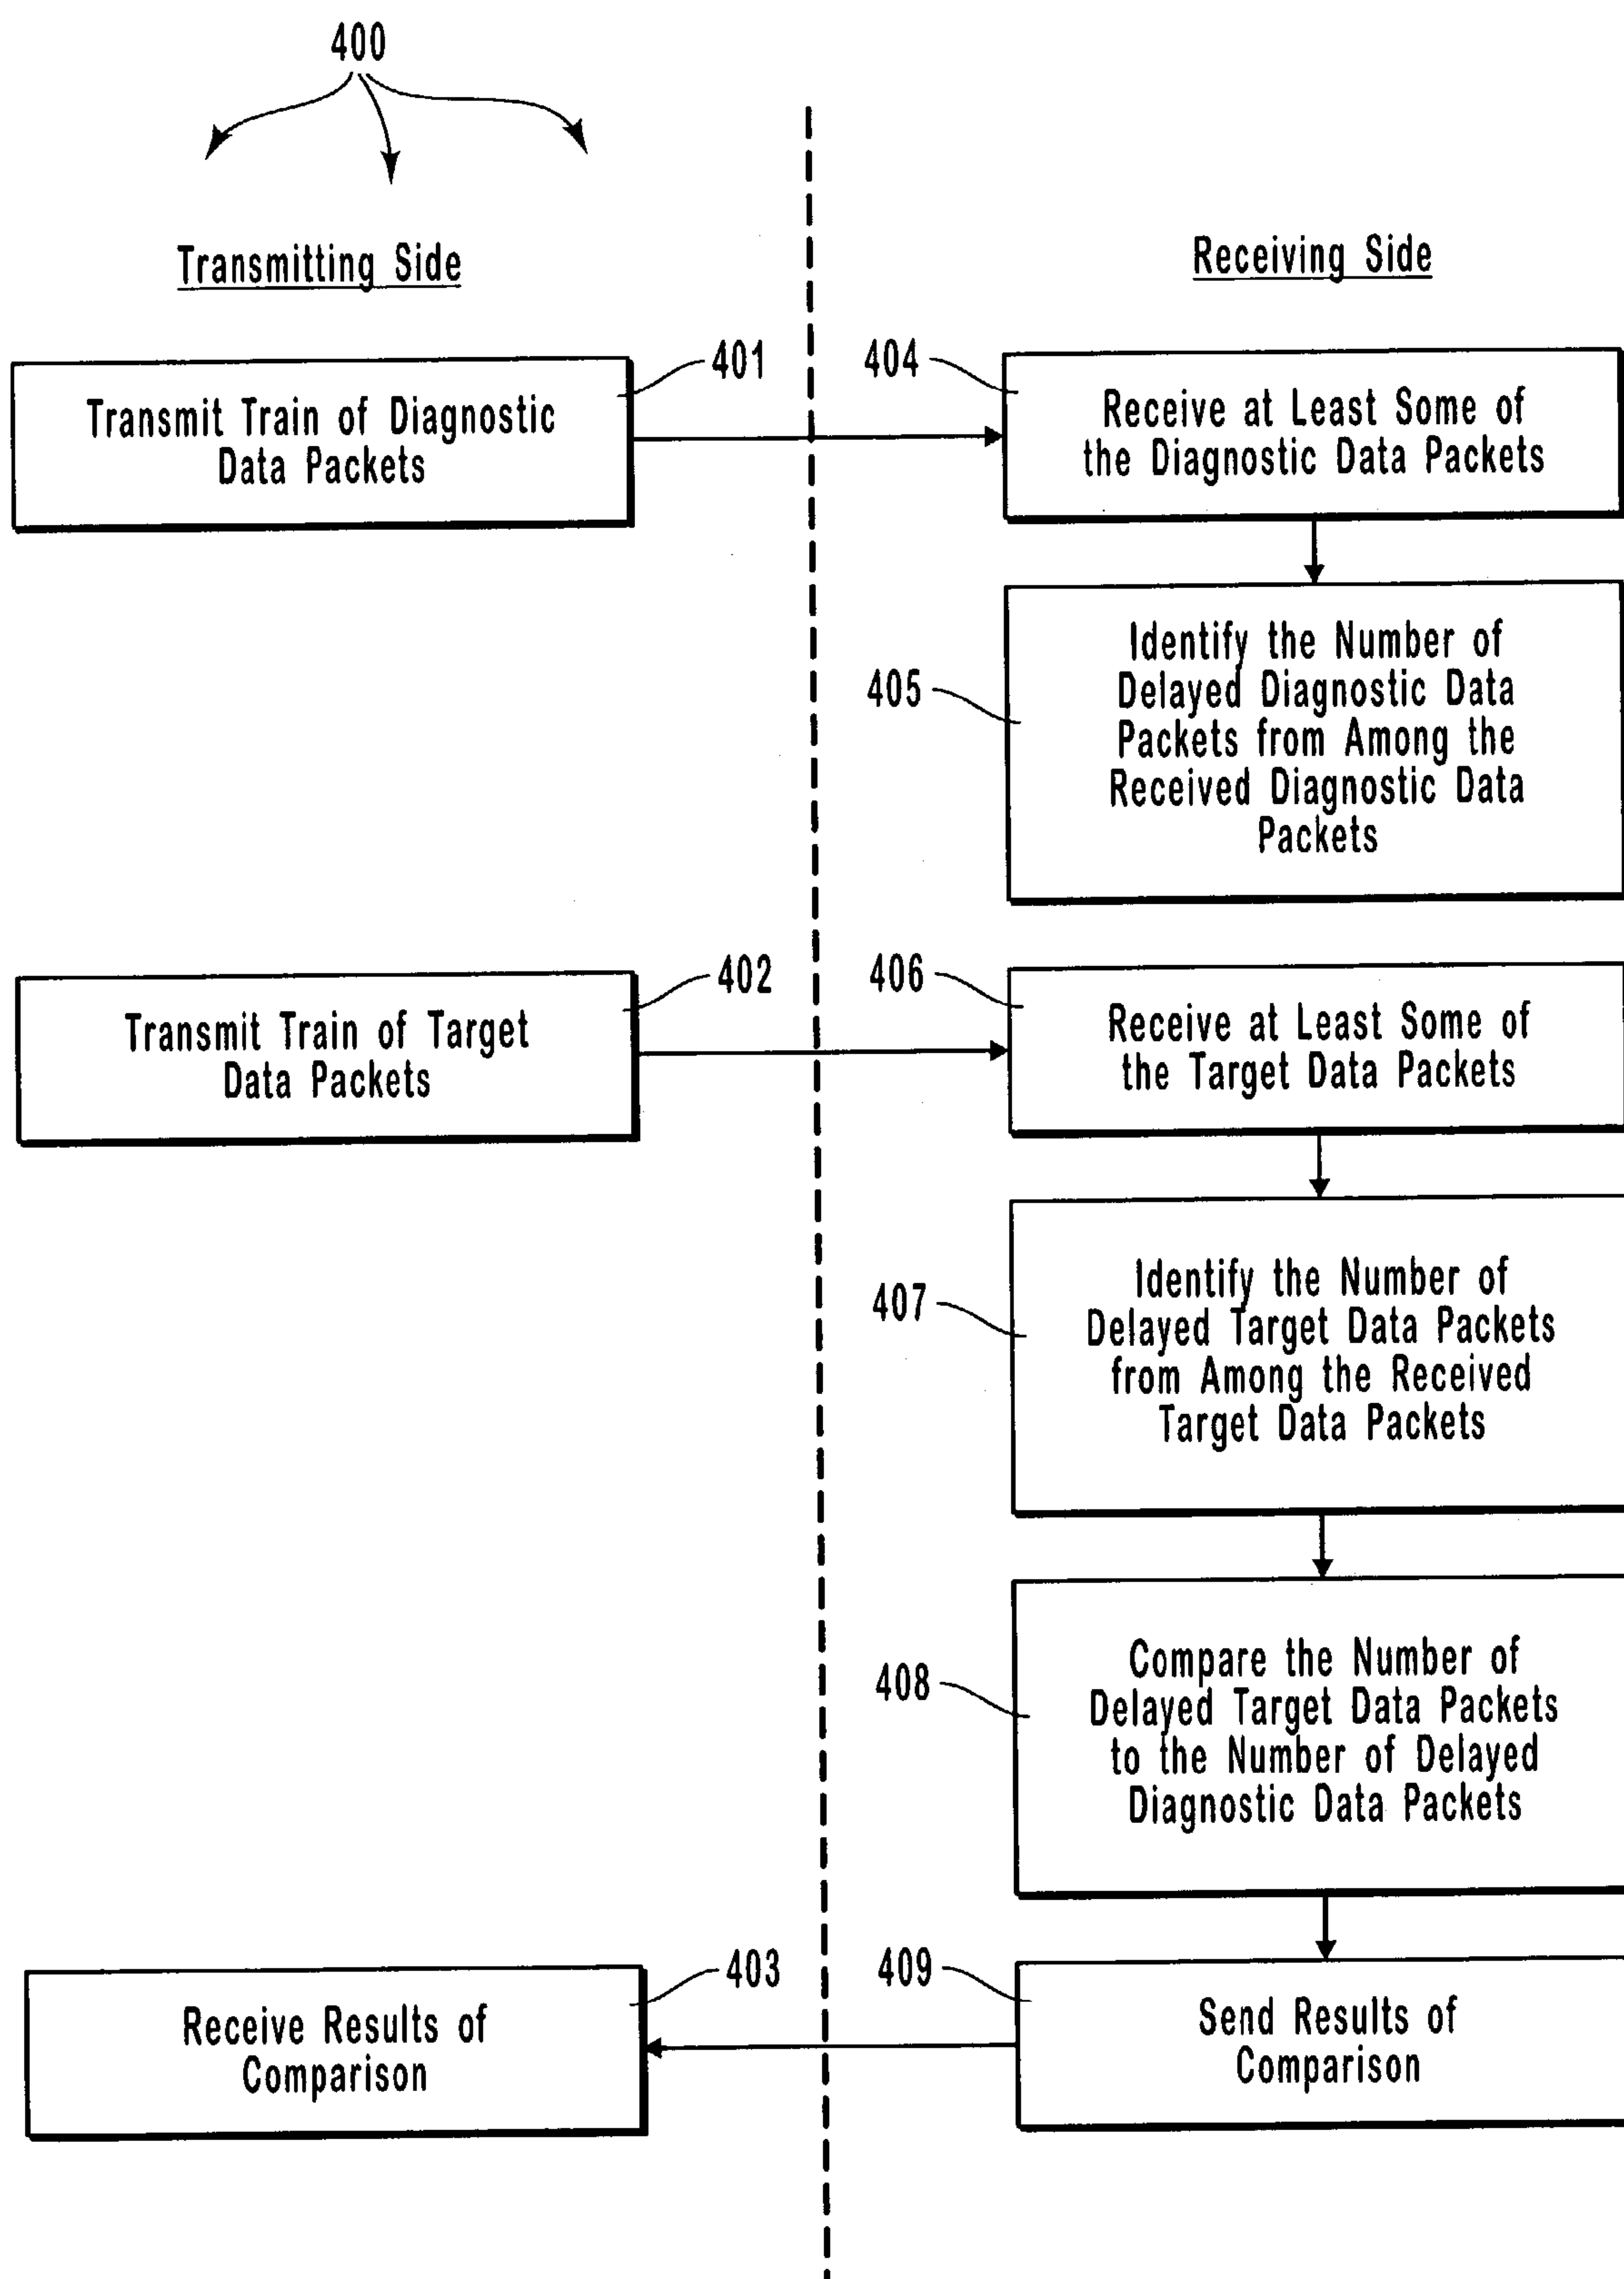 400
Transmitting Side
Receiving Side
401
Transmit Train of Diagnostic
Data Packets
404
Receive at Least Some of
the Diagnostic Data Packets
405
Identify the Number of
Delayed Diagnostic Data
Packets from Among the
Received Diagnostic Data
Packets
402
Transmit Train of Target
Data Packets
406
Receive at Least Some of
the Target Data Packets
407
Identify the Number of
Delayed Target Data Packets
from Among the Received
Target Data Packets
408
Compare the Number of
Delayed Target Data Packets
to the Number of Delayed
Diagnostic Data Packets
403
Receive Results of
Comparison
409
Send Results of
Comparison